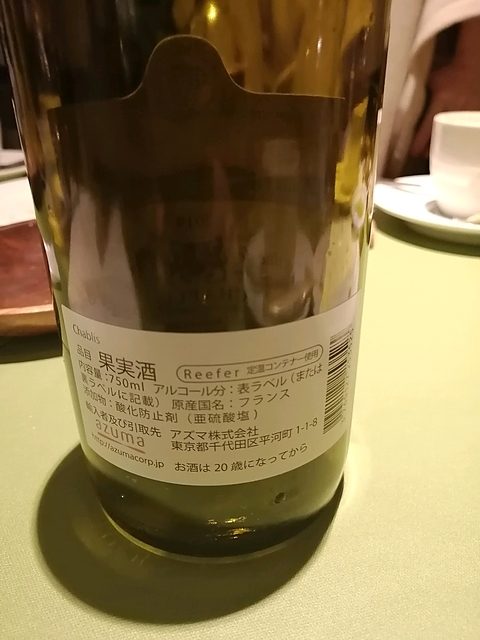 Chablis
品目 果実酒 Reefer 定温コンテナー使用
内容量:750ml アルコール分:表ラベル(または
裏ラベルに記載) 原産国名:フランス
添加物:酸化防止剤(亜硫酸塩)
輸入者及び引取先 アズマ株式会社
azuma 東京都千代田区平河町1-1-8
http://azumacorp.jp お酒は20歳になってから